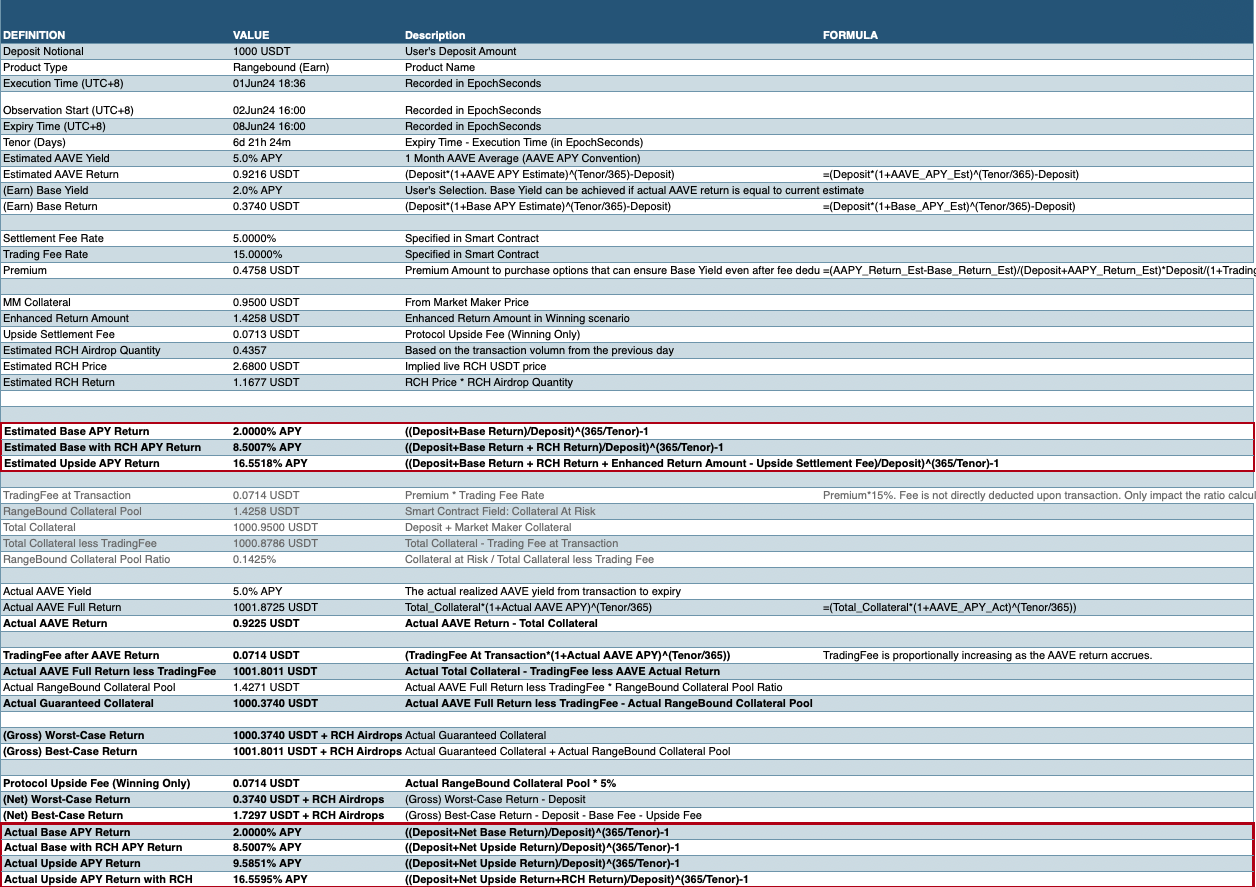 DEFINITION VALUE Description FORMULA
Deposit Notional 1000 USDT User's Deposit Amount
Product Type Rangebound (Earn) Product Name
Execution Time (UTC+8) 01Jun24 18:36 Recorded in EpochSeconds
Observation Start (UTC+8) 02Jun24 16:00 Recorded in EpochSeconds
Expiry Time (UTC+8) 08Jun24 16:00 Recorded in EpochSeconds
Tenor (Days) 6d 21h 24m Expiry Time - Execution Time (in EpochSeconds)
Estimated AAVE Yield 5.0% APY 1 Month AAVE Average (AAVE APY Convention)
Estimated AAVE Return 0.9216 USDT (Deposit*(1+AAVE APY Estimate)^(Tenor/365)-Deposit) =(Deposit*(1+AAVE_APY_Est)^(Tenor/365)-Deposit)
(Earn) Base Yield 2.0% APY User's Selection. Base Yield can be achieved if actual AAVE return is equal to current estimate
(Earn) Base Return 0.3740 USDT (Deposit*(1+Base APY Estimate)^(Tenor/365)-Deposit) =(Deposit*(1+Base_APY_Est)^(Tenor/365)-Deposit)
Settlement Fee Rate 5.0000% Specified in Smart Contract
Trading Fee Rate 15.0000% Specified in Smart Contract
Premium 0.4758 USDT Premium Amount to purchase options that can ensure Base Yield even after fee dedu =(AAPY_Return_Est-Base_Return_Est)/(Deposit+AAPY_Return_Est)*Deposit/(1+Trading
MM Collateral 0.9500 USDT From Market Maker Price
Enhanced Return Amount 1.4258 USDT Enhanced Return Amount in Winning scenario
Upside Settlement Fee 0.0713 USDT Protocol Upside Fee (Winning Only)
Estimated RCH Airdrop Quantity 0.4357 Based on the transaction volumn from the previous day
Estimated RCH Price 2.6800 USDT Implied live RCH USDT price
Estimated RCH Return 1.1677 USDT RCH Price * RCH Airdrop Quantity
Estimated Base APY Return 2.0000% APY ((Deposit+Base Return)/Deposit)^(365/Tenor)-1
Estimated Base with RCH APY Return 8.5007% APY ((Deposit+Base Return + RCH Return)/Deposit)^(365/Tenor)-1
Estimated Upside APY Return 16.5518% APY ((Deposit+Base Return + RCH Return + Enhanced Return Amount - Upside Settlement Fee)/Deposit)^(365/Tenor)-1
TradingFee at Transaction 0.0714 USDT Premium * Trading Fee Rate Premium*15%. Fee is not directly deducted upon transaction. Only impact the ratio calcul
RangeBound Collateral Pool 1.4258 USDT Smart Contract Field: Collateral At Risk
Total Collateral 1000.9500 USDT Deposit + Market Maker Collateral
Total Collateral less TradingFee 1000.8786 USDT Total Collateral - Trading Fee at Transaction
RangeBound Collateral Pool Ratio 0.1425% Collateral at Risk / Total Callateral less Trading Fee
Actual AAVE Yield 5.0% APY The actual realized AAVE yield from transaction to expiry
Actual AAVE Full Return 1001.8725 USDT Total_Collateral*(1+Actual AAVE APY)^(Tenor/365) =(Total_Collateral*(1+AAVE_APY_Act)^(Tenor/365))
Actual AAVE Return 0.9225 USDT Actual AAVE Return - Total Collateral
TradingFee after AAVE Return 0.0714 USDT (TradingFee At Transaction*(1+Actual AAVE APY)^(Tenor/365)) TradingFee is proportionally increasing as the AAVE return accrues.
Actual AAVE Full Return less TradingFee 1001.8011 USDT Actual Total Collateral - TradingFee less AAVE Actual Return
Actual RangeBound Collateral Pool 1.4271 USDT Actual AAVE Full Return less TradingFee * RangeBound Collateral Pool Ratio
Actual Guaranteed Collateral 1000.3740 USDT Actual AAVE Full Return less TradingFee - Actual RangeBound Collateral Pool
(Gross) Worst-Case Return 1000.3740 USDT + RCH Airdrops Actual Guaranteed Collateral
(Gross) Best-Case Return 1001.8011 USDT + RCH Airdrops Actual Guaranteed Collateral + Actual RangeBound Collateral Pool
Protocol Upside Fee (Winning Only) 0.0714 USDT Actual RangeBound Collateral Pool * 5%
(Net) Worst-Case Return 0.3740 USDT + RCH Airdrops (Gross) Worst-Case Return - Deposit
(Net) Best-Case Return 1.7297 USDT + RCH Airdrops (Gross) Best-Case Return - Deposit - Base Fee - Upside Fee
Actual Base APY Return 2.0000% APY ((Deposit+Net Base Return)/Deposit)^(365/Tenor)-1
Actual Base with RCH APY Return 8.5007% APY ((Deposit+Net Upside Return)/Deposit)^(365/Tenor)-1
Actual Upside APY Return 9.5851% APY ((Deposit+Net Upside Return)/Deposit)^(365/Tenor)-1
Actual Upside APY Return with RCH 16.5595% APY ((Deposit+Net Upside Return+RCH Return)/Deposit)^(365/Tenor)-1